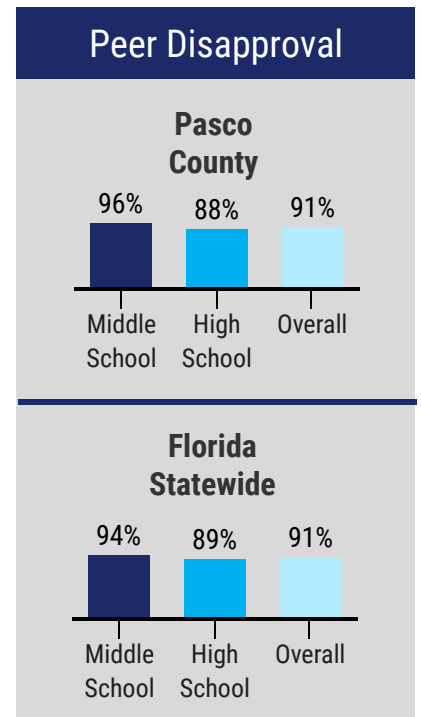 Peer Disapproval
Pasco
County
96% 88% 91%
Middle High Overall
School School
Florida
Statewide
94% 89% 91%
Middle High Overall
School School